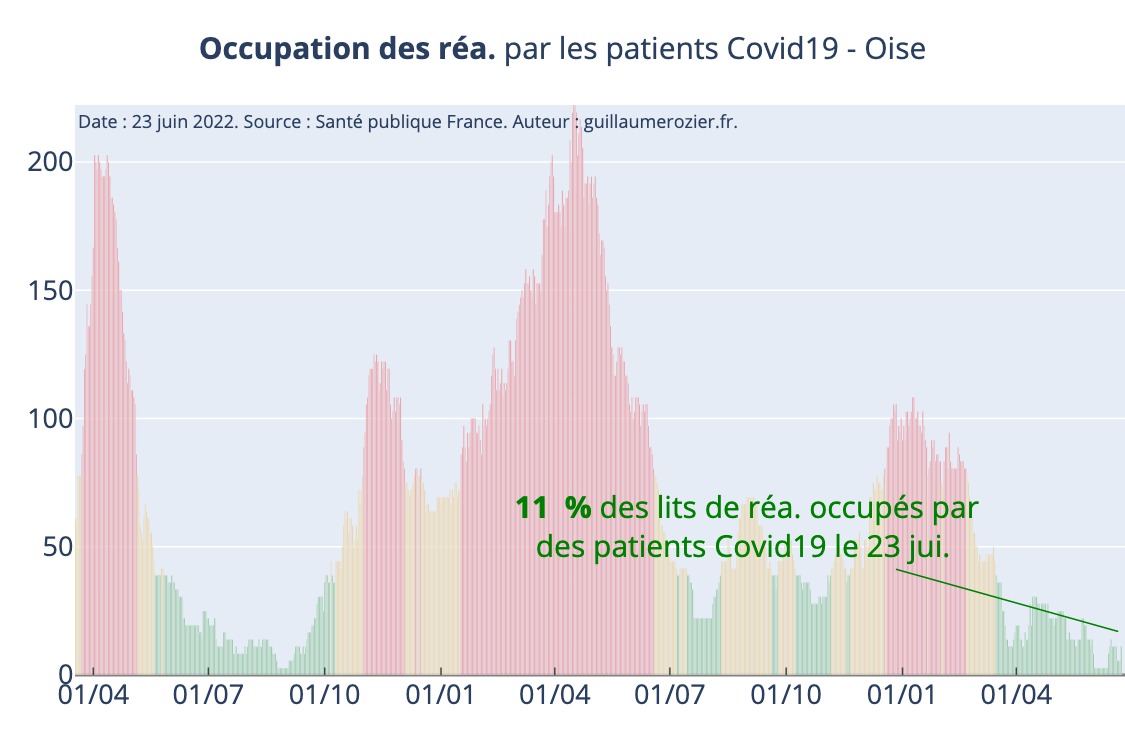 Occupation des réa. par les patients Covid19 - Oise
Date : 23 juin 2022. Source : Santé publique France. Auteur : guillaumerozier.fr.
200
150
100
50
0
11 % des lits de réa. occupés par
des patients Covid19 le 23 jui.
01/04 01/07 01/10 01/01 01/04 01/07 01/10 01/01 01/04